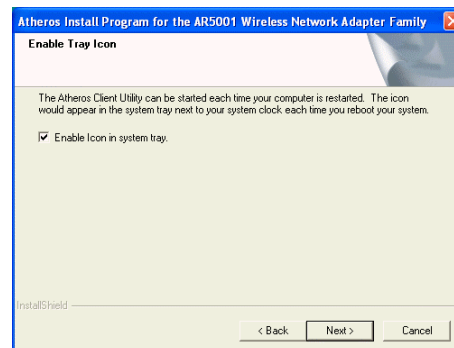 Atheros Install Program for the AR5001 Wireless Network Adapter Family
Enable Tray Icon
The Atheros Client Utility can be started each time your computer is restarted. The icon
would appear in the system tray next to your system clock each time you reboot your system.
Enable Icon in system tray.
InstallShield
< Back Next > Cancel